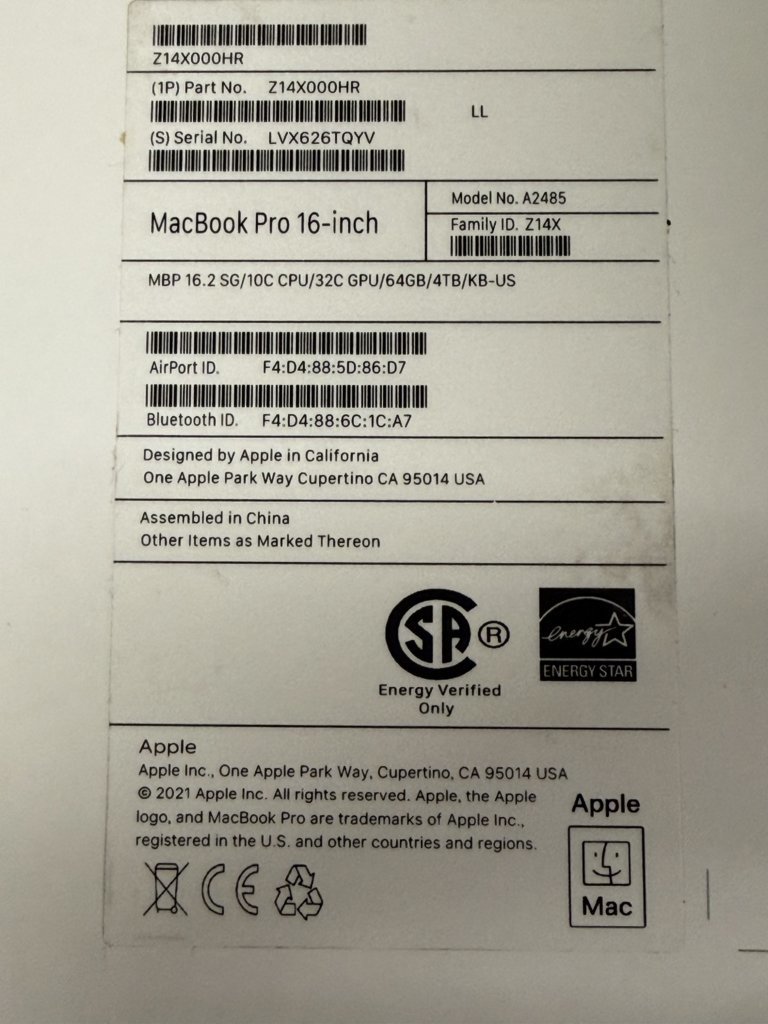 Z14X000HR
(1P) Part No. Z14X000HR
LL
(S) Serial No. LVX626TQYV
MacBook Pro 16-inch
Model No. A2485
Family ID. Z14X
MBP 16.2 SG/10C CPU/32C GPU/64GB/4TB/KB-US
AirPort ID. F4:D4:88:5D:86:D7
Bluetooth ID. F4:D4:88:6C:1C:A7
Designed by Apple in California
One Apple Park Way Cupertino CA 95014 USA
Assembled in China
Other Items as Marked Thereon
CSA ®
Energy Verified
Only
energy
ENERGY STAR
Apple
Apple Inc., One Apple Park Way, Cupertino, CA 95014 USA
© 2021 Apple Inc. All rights reserved. Apple, the Apple
logo, and MacBook Pro are trademarks of Apple Inc.,
registered in the U.S. and other countries and regions.
CE
Apple
Mac